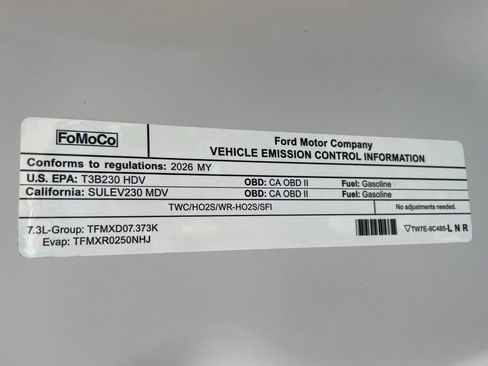 FoMoCo
Ford Motor Company
VEHICLE EMISSION CONTROL INFORMATION
Conforms to regulations: 2026 MY
U.S. EPA: T3B230 HDV OBD: CA OBD II Fuel: Gasoline
California: SULEV230 MDV OBD: CA OBD II Fuel: Gasoline
TWC/HO2S/WR-HO2S/SFI No adjustments needed.
7.3L-Group: TFMXD07.373K
Evap: TFMXR0250NHJ
▽TW7E-9C485-L N R